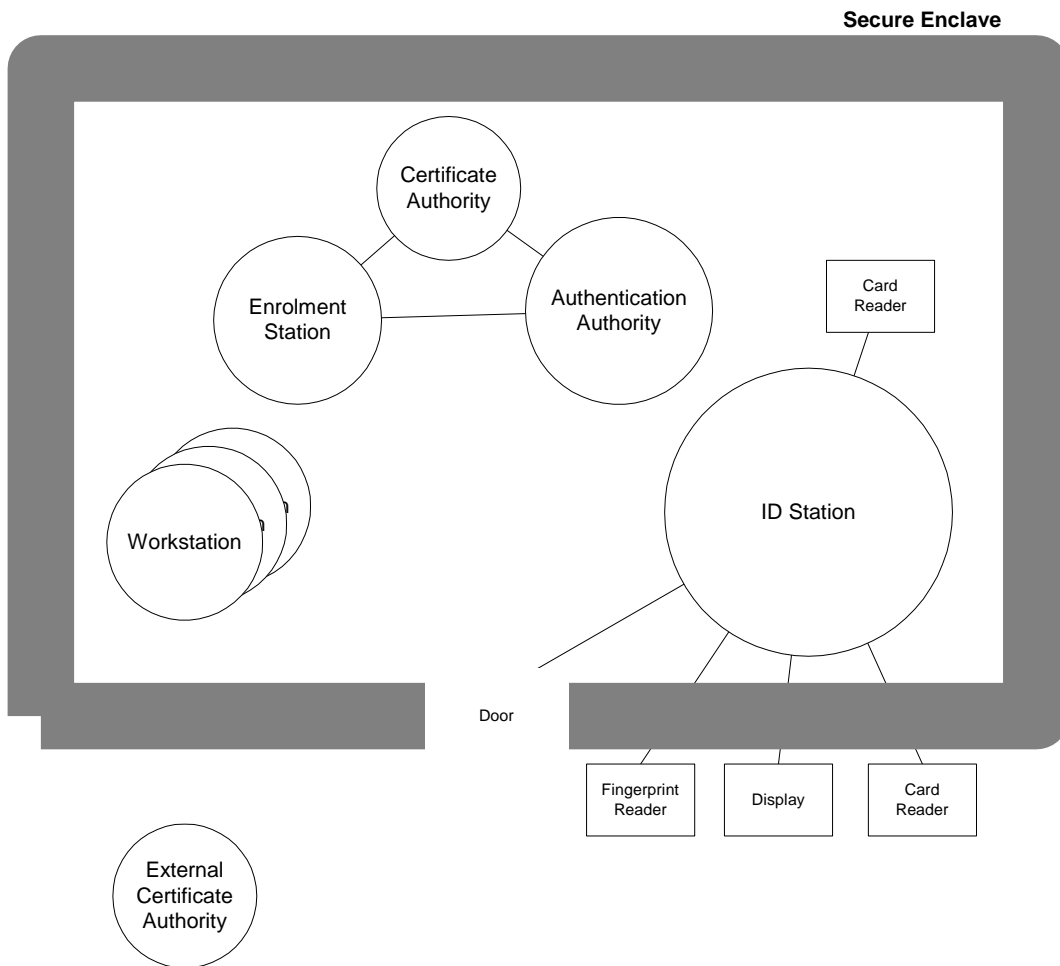 Secure Enclave
Certificate
Authority
Enrolment
Station
Authentication
Authority
Card
Reader
ID Station
Workstation
Door
Fingerprint
Reader
Display
Card
Reader
External
Certificate
Authority